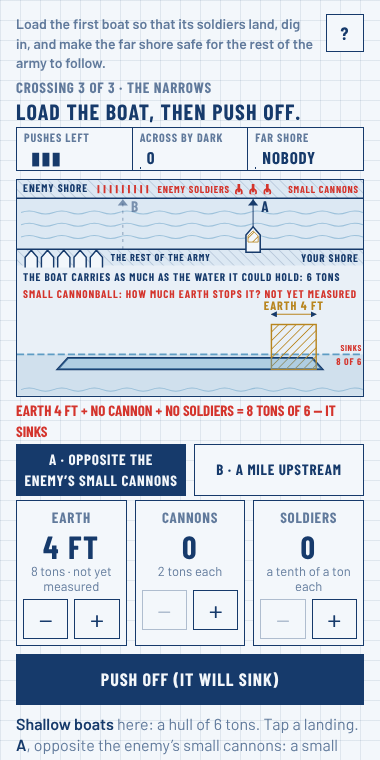 Load the first boat so that its soldiers land, dig
in, and make the far shore safe for the rest of the
army to follow.
?
CROSSING 3 OF 3 · THE NARROWS
LOAD THE BOAT, THEN PUSH OFF.
PUSHES LEFT
ACROSS BY DARK
0
FAR SHORE
NOBODY
ENEMY SHORE
ENEMY SOLDIERS
SMALL CANNONS
B
A
THE REST OF THE ARMY
YOUR SHORE
THE BOAT CARRIES AS MUCH AS THE WATER IT COULD HOLD: 6 TONS
SMALL CANNONBALL: HOW MUCH EARTH STOPS IT? NOT YET MEASURED
EARTH 4 FT
SINKS
8 OF 6
EARTH 4 FT + NO CANNON + NO SOLDIERS = 8 TONS OF 6 — IT
SINKS
A · OPPOSITE THE
ENEMY'S SMALL CANNONS
B · A MILE UPSTREAM
EARTH
4 FT
8 tons · not yet
measured
− +
CANNONS
0
2 tons each
− +
SOLDIERS
0
a tenth of a ton
each
− +
PUSH OFF (IT WILL SINK)
Shallow boats here: a hull of 6 tons. Tap a landing.
A, opposite the enemy's small cannons: a small